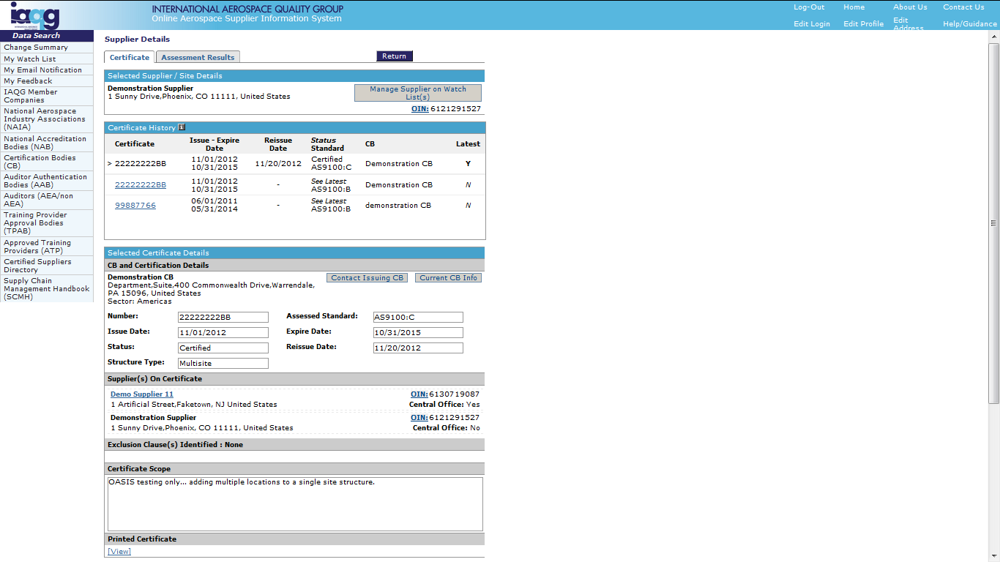 iaqg
INTERNATIONAL AEROSPACE QUALITY GROUP
Online Aerospace Supplier Information System
Log-Out Home About Us Contact Us
Edit Login Edit Profile Edit Address Help/Guidance
Data Search
Change Summary
My Watch List
My Email Notification
My Feedback
IAQG Member
Companies
National Aerospace
Industry Associations
(NAIA)
National Accreditation
Bodies (NAB)
Certification Bodies
(CB)
Auditor Authentication
Bodies (AAB)
Auditors (AEA/non
AEA)
Training Provider
Approval Bodies
(TPAB)
Approved Training
Providers (ATP)
Certified Suppliers
Directory
Supply Chain
Management Handbook
(SCMH)
Supplier Details
Certificate Assessment Results Return
Selected Supplier / Site Details
Demonstration Supplier
1 Sunny Drive,Phoenix, CO 11111, United States
Manage Supplier on Watch
List(s)
OIN: 6121291527
Certificate History i
Certificate Issue - Expire Date Reissue Date Status Standard CB Latest
> 22222222BB 11/01/2012 10/31/2015 11/20/2012 Certified AS9100:C Demonstration CB Y
22222222BB 11/01/2012 10/31/2015 - See Latest AS9100:B Demonstration CB N
99887766 06/01/2011 05/31/2014 - See Latest AS9100:B demonstration CB N
Selected Certificate Details
CB and Certification Details
Demonstration CB Contact Issuing CB Current CB Info
Department,Suite,400 Commonwealth Drive,Warrendale,
PA 15096, United States
Sector: Americas
Number: 22222222BB Assessed Standard: AS9100:C
Issue Date: 11/01/2012 Expire Date: 10/31/2015
Status: Certified Reissue Date: 11/20/2012
Structure Type: Multisite
Supplier(s) On Certificate
Demo Supplier 11 OIN: 6130719087
1 Artificial Street,Faketown, NJ United States Central Office: Yes
Demonstration Supplier OIN: 6121291527
1 Sunny Drive,Phoenix, CO 11111, United States Central Office: No
Exclusion Clause(s) Identified : None
Certificate Scope
OASIS testing only... adding multiple locations to a single site structure.
Printed Certificate
[View]